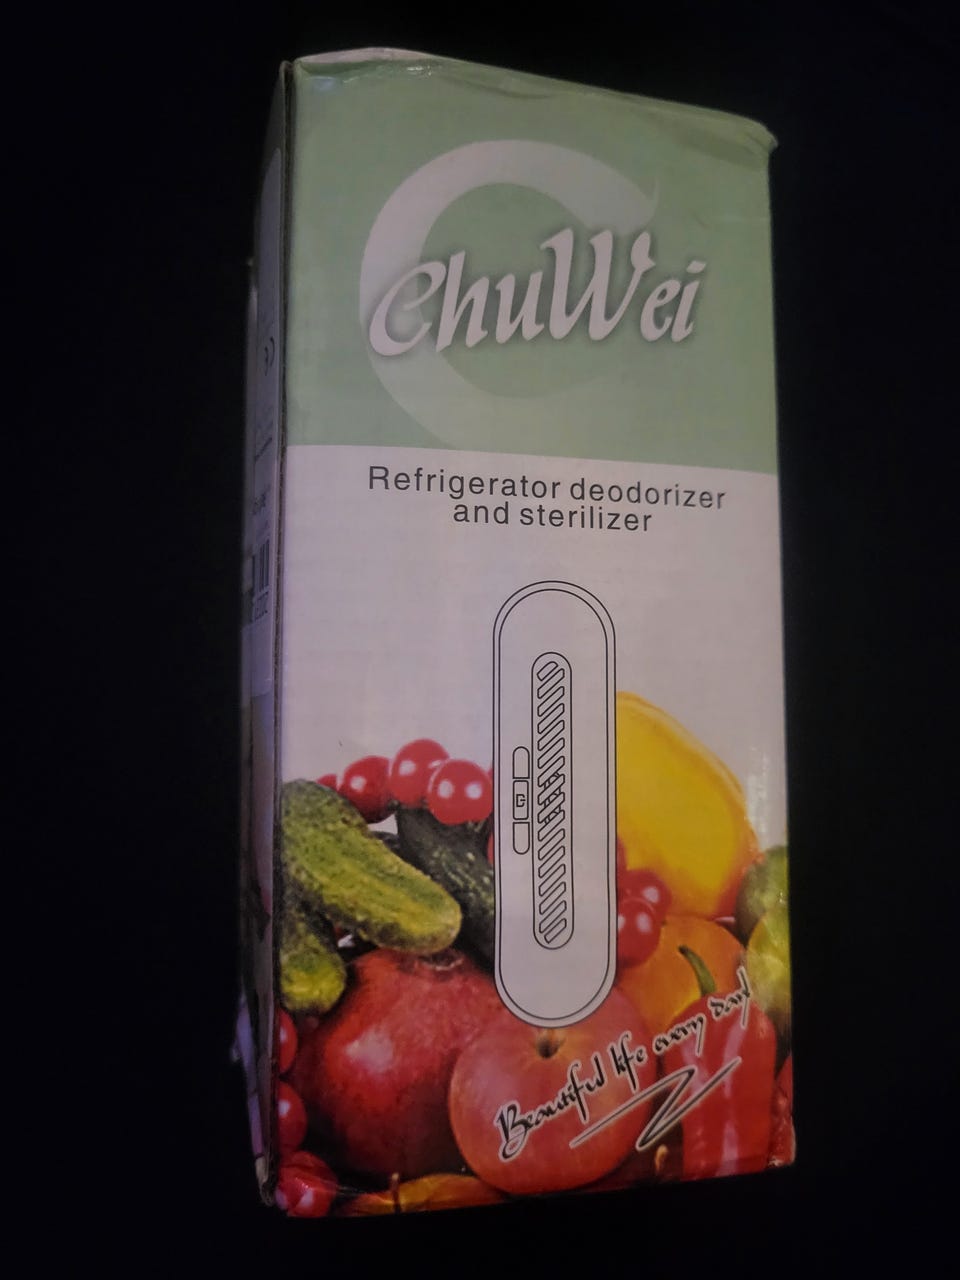 ChuWei
Refrigerator deodorizer
and sterilizer
Beautiful life every day!